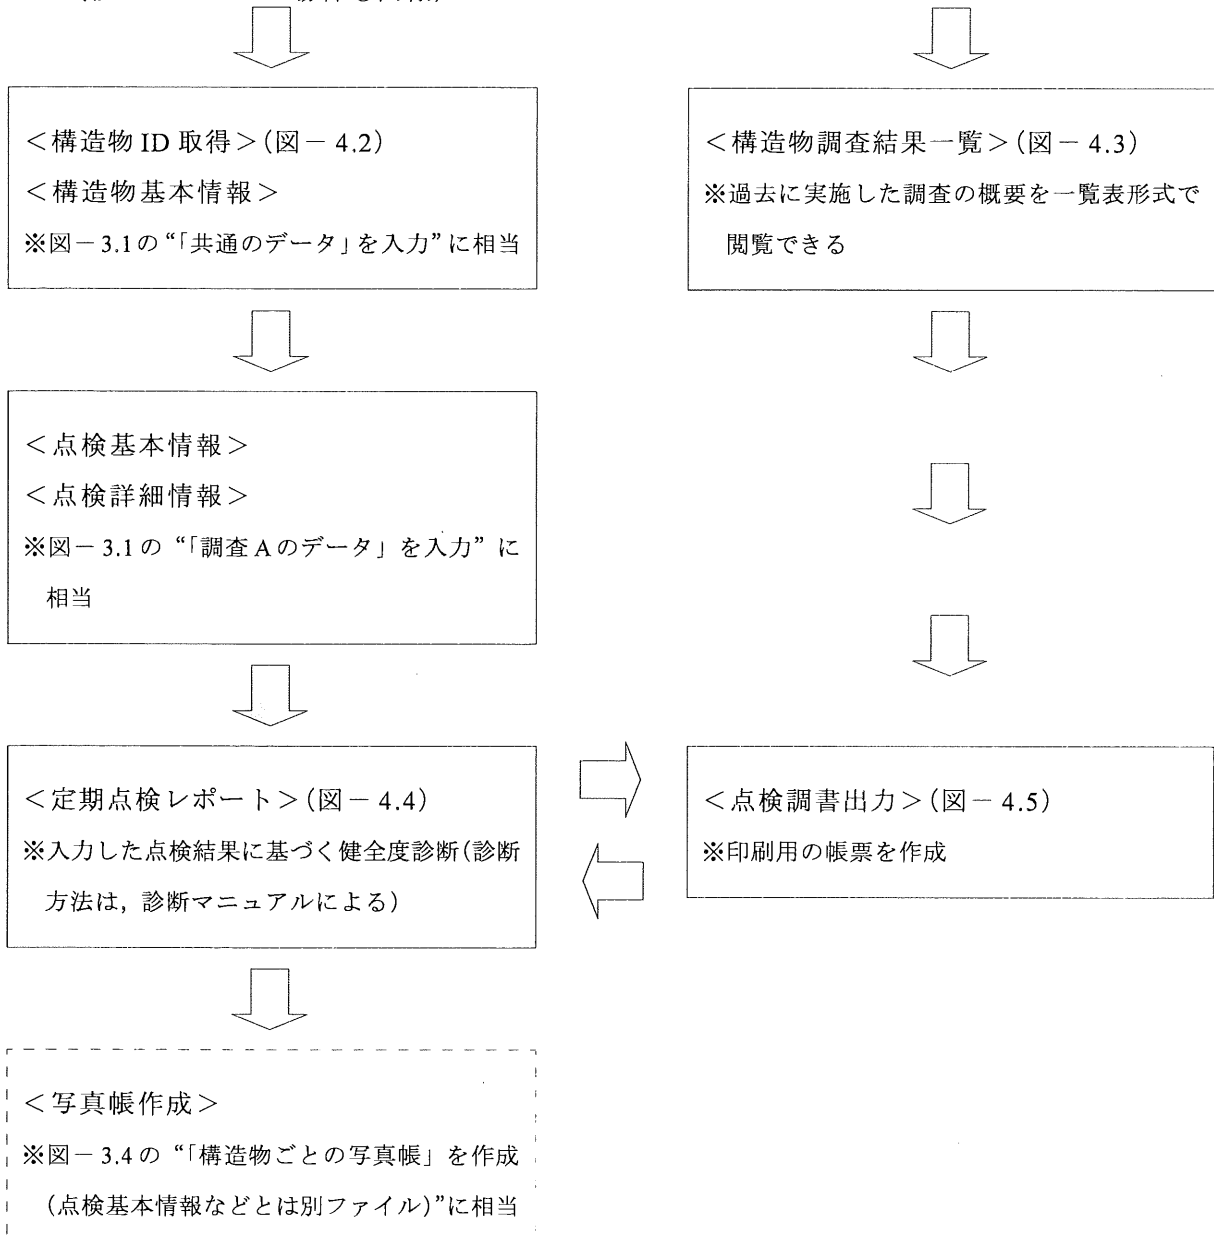 <構造物 ID 取得>(図－4.2)
<構造物基本情報>
※図－3.1の“「共通のデータ」を入力”に相当
<構造物調査結果一覧>(図－4.3)
※過去に実施した調査の概要を一覧表形式で
閲覧できる
<点検基本情報>
<点検詳細情報>
※図－3.1の“「調査Aのデータ」を入力”に
相当
<定期点検レポート>(図－4.4)
※入力した点検結果に基づく健全度診断(診断
方法は, 診断マニュアルによる)
<点検調書出力>(図－4.5)
※印刷用の帳票を作成
<写真帳作成>
※図－3.4の“「構造物ごとの写真帳」を作成
(点検基本情報などとは別ファイル)”に相当